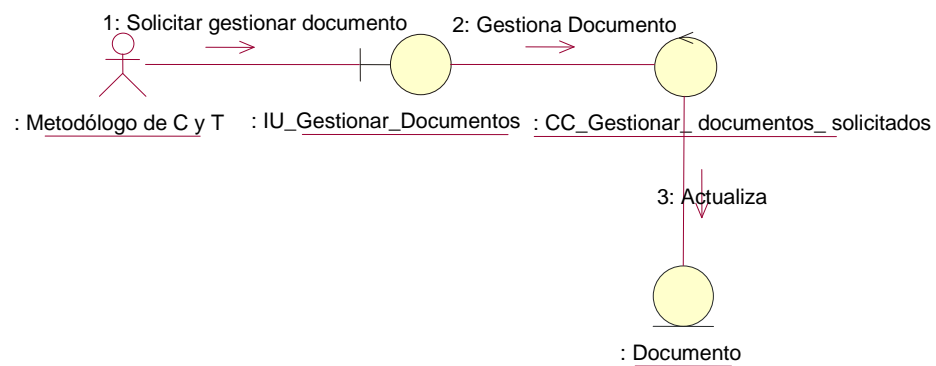 1: Solicitar gestionar documento
2: Gestiona Documento
: Metodólogo de C y T
: IU_Gestionar_Documentos
: CC_Gestionar_ documentos_ solicitados
3: Actualiza
: Documento